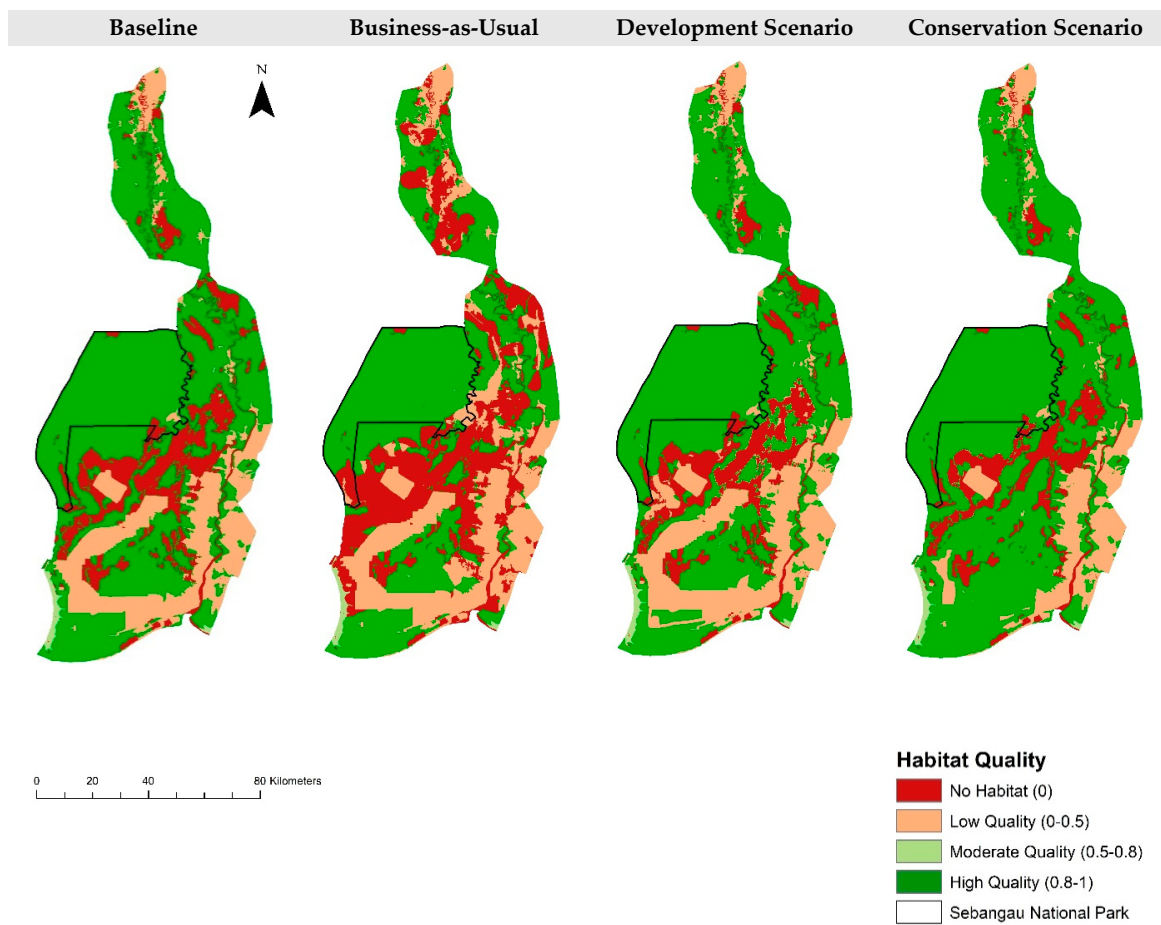 Baseline
Business-as-Usual
Development Scenario
Conservation Scenario
N
0 20 40 80 Kilometers
Habitat Quality
No Habitat (0)
Low Quality (0-0.5)
Moderate Quality (0.5-0.8)
High Quality (0.8-1)
Sebangau National Park